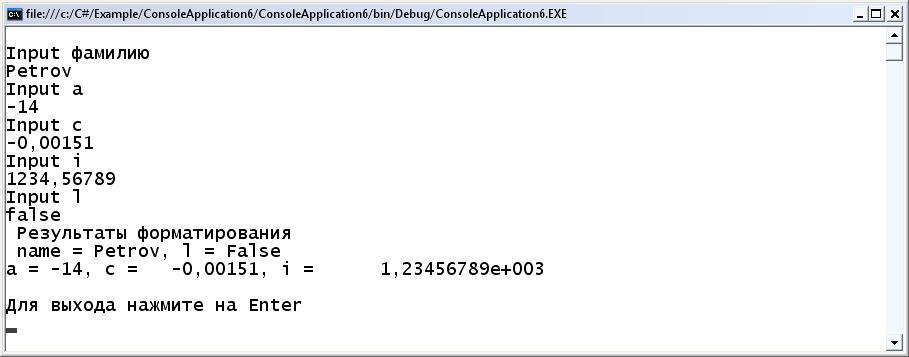 file:///c:/C#/Example/ConsoleApplication6/ConsoleApplication6/bin/Debug/ConsoleApplication6.EXE
Input фамилию
Petrov
Input a
-14
Input c
-0,00151
Input i
1234,56789
Input l
false
Результаты форматирования
name = Petrov, l = False
a = -14, c =   -0,00151, i =      1,23456789e+003
Для выхода нажмите на Enter